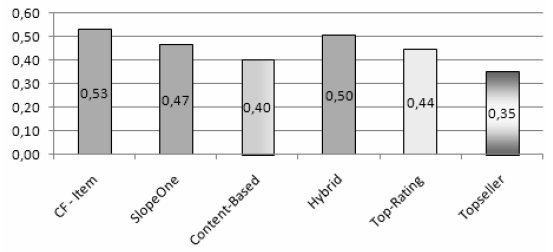 0,60
0,50
0,40
0,30
0,20
0,10
0,00
0,53
0,47
0,40
0,50
0,44
0,35
CF- Item
SlopeOne
Content-Based
Hybrid
Top-Rating
Topseller